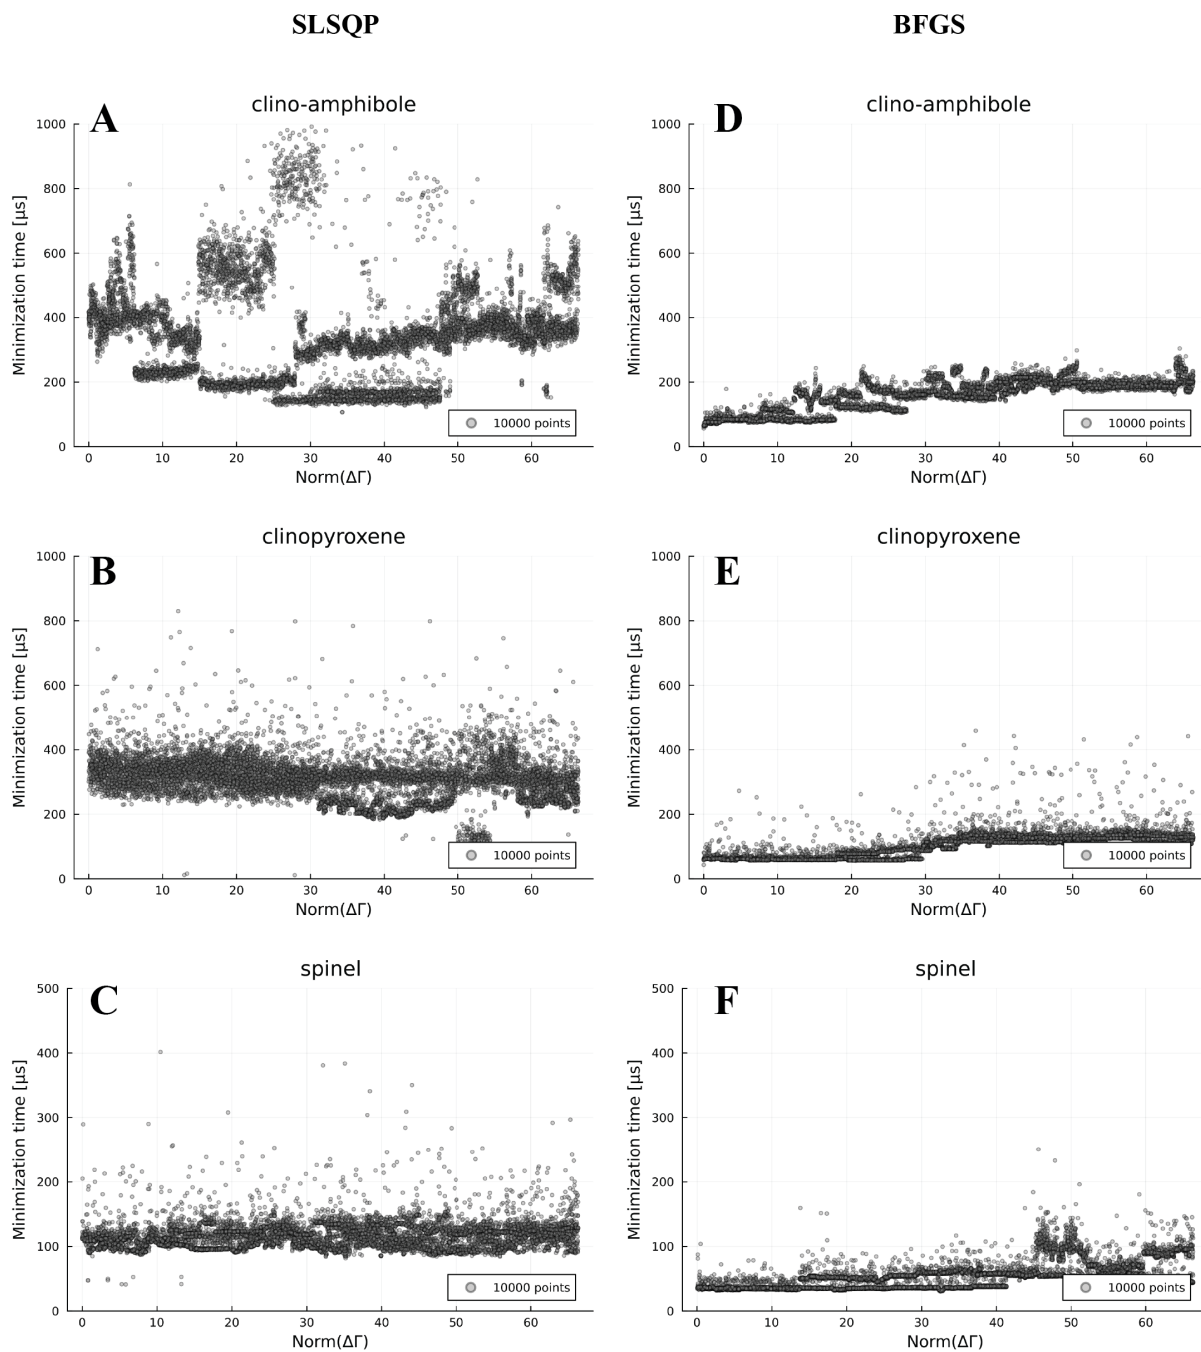 SLSQP
BFGS
A
clino-amphibole
1000
800
600
400
200
0
Minimization time [µs]
0 10 20 30 40 50 60
Norm(ΔΓ)
10000 points
D
clino-amphibole
1000
800
600
400
200
0
Minimization time [µs]
0 10 20 30 40 50 60
Norm(ΔΓ)
10000 points
B
clinopyroxene
1000
800
600
400
200
0
Minimization time [µs]
0 10 20 30 40 50 60
Norm(ΔΓ)
10000 points
E
clinopyroxene
1000
800
600
400
200
0
Minimization time [µs]
0 10 20 30 40 50 60
Norm(ΔΓ)
10000 points
C
spinel
500
400
300
200
100
0
Minimization time [µs]
0 10 20 30 40 50 60
Norm(ΔΓ)
10000 points
F
spinel
500
400
300
200
100
0
Minimization time [µs]
0 10 20 30 40 50 60
Norm(ΔΓ)
10000 points